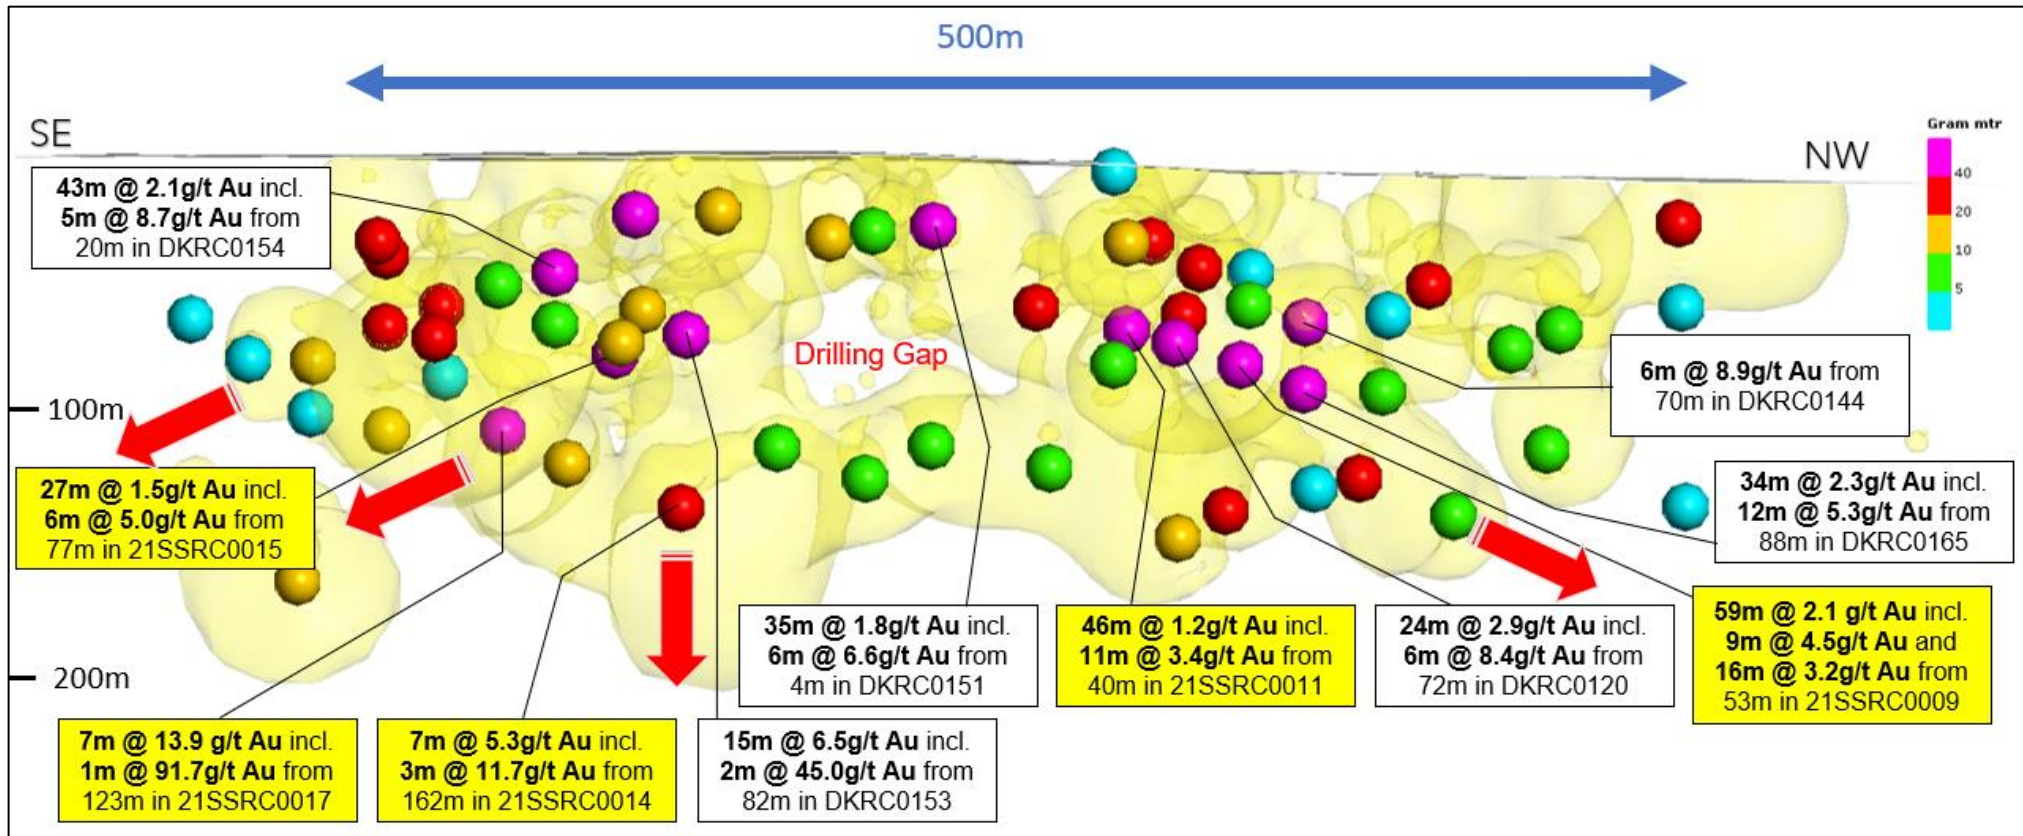 500m
SE
NW
Gram mtr
40
20
10
5
43m @ 2.1g/t Au incl.
5m @ 8.7g/t Au from
20m in DKRC0154
Drilling Gap
6m @ 8.9g/t Au from
70m in DKRC0144
100m
27m @ 1.5g/t Au incl.
6m @ 5.0g/t Au from
77m in 21SSRC0015
34m @ 2.3g/t Au incl.
12m @ 5.3g/t Au from
88m in DKRC0165
200m
35m @ 1.8g/t Au incl.
6m @ 6.6g/t Au from
4m in DKRC0151
46m @ 1.2g/t Au incl.
11m @ 3.4g/t Au from
40m in 21SSRC0011
24m @ 2.9g/t Au incl.
6m @ 8.4g/t Au from
72m in DKRC0120
59m @ 2.1 g/t Au incl.
9m @ 4.5g/t Au and
16m @ 3.2g/t Au from
53m in 21SSRC0009
7m @ 13.9 g/t Au incl.
1m @ 91.7g/t Au from
123m in 21SSRC0017
7m @ 5.3g/t Au incl.
3m @ 11.7g/t Au from
162m in 21SSRC0014
15m @ 6.5g/t Au incl.
2m @ 45.0g/t Au from
82m in DKRC0153